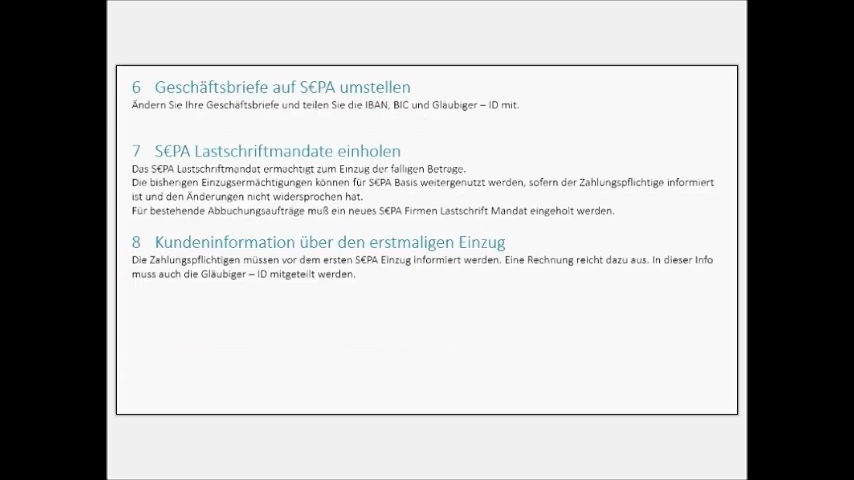 6 Geschäftsbriefe auf S€PA umstellen
Ändern Sie Ihre Geschäftsbriefe und teilen Sie die IBAN, BIC und Gläubiger – ID mit.
7 S€PA Lastschriftmandate einholen
Das S€PA Lastschriftmandat ermächtigt zum Einzug der fälligen Beträge.
Die bisherigen Einzugsermächtigungen können für S€PA Basis weitergenutzt werden, sofern der Zahlungspflichtige informiert
ist und den Änderungen nicht widersprochen hat.
Für bestehende Abbuchungsaufträge muß ein neues S€PA Firmen Lastschrift Mandat eingeholt werden.
8 Kundeninformation über den erstmaligen Einzug
Die Zahlungspflichtigen müssen vor dem ersten S€PA Einzug informiert werden. Eine Rechnung reicht dazu aus. In dieser Info
muss auch die Gläubiger – ID mitgeteilt werden.